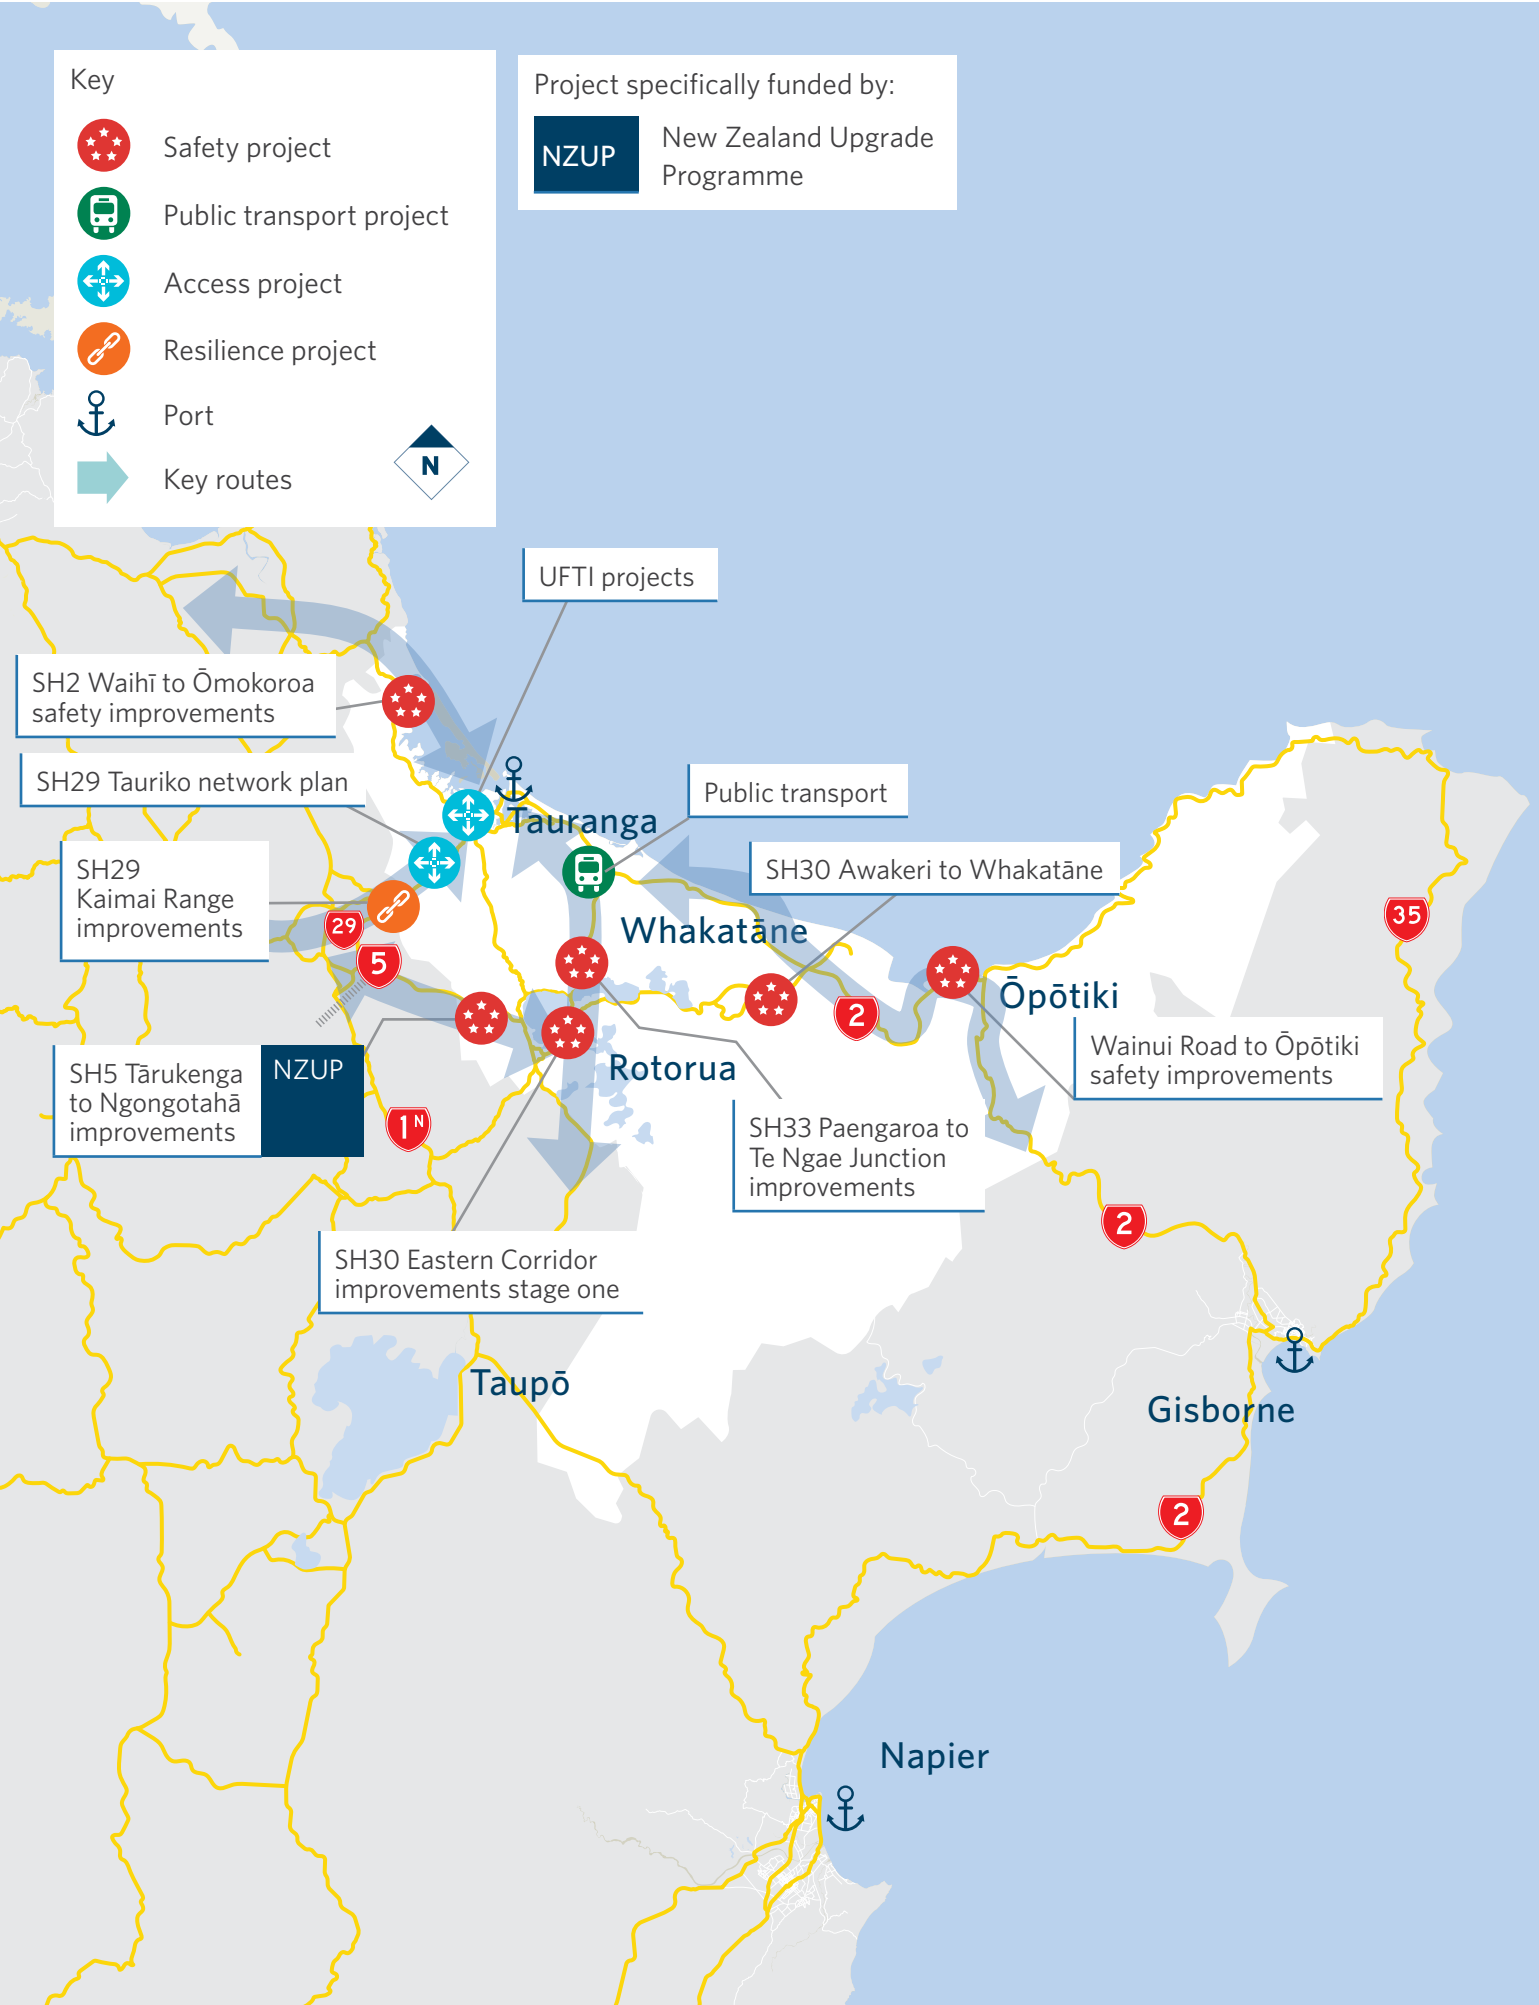 Key
Safety project
Public transport project
Access project
Resilience project
Port
Key routes
N
Project specifically funded by:
NZUP
New Zealand Upgrade
Programme
UFTI projects
SH2 Waihī to Ōmokoroa
safety improvements
SH29 Tauriko network plan
Public transport
Tauranga
SH29
Kaimai Range
improvements
SH30 Awakeri to Whakatāne
29
5
Whakatāne
35
2
Ōpōtiki
SH5 Tārukenga
to Ngongotahā
improvements
NZUP
Rotorua
Wainui Road to Ōpōtiki
safety improvements
1N
SH33 Paengaroa to
Te Ngae Junction
improvements
2
SH30 Eastern Corridor
improvements stage one
Taupō
Gisborne
2
Napier